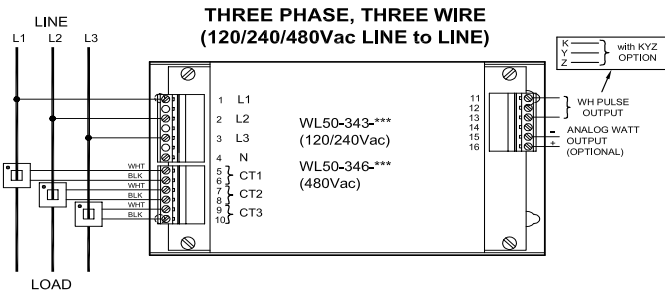 THREE PHASE, THREE WIRE
(120/240/480Vac LINE to LINE)
LINE
L1 L2 L3
K
Y
Z
with KYZ
OPTION
1 L1
2 L2
3 L3
4 N
WHT 5
BLK 6
CT1
WHT 7
BLK 8
CT2
WHT 9
BLK 10
CT3
WL50-343-***
(120/240Vac)
WL50-346-***
(480Vac)
11
12
13
14
15 -
16 +
WH PULSE
OUTPUT
ANALOG WATT
OUTPUT
(OPTIONAL)
LOAD